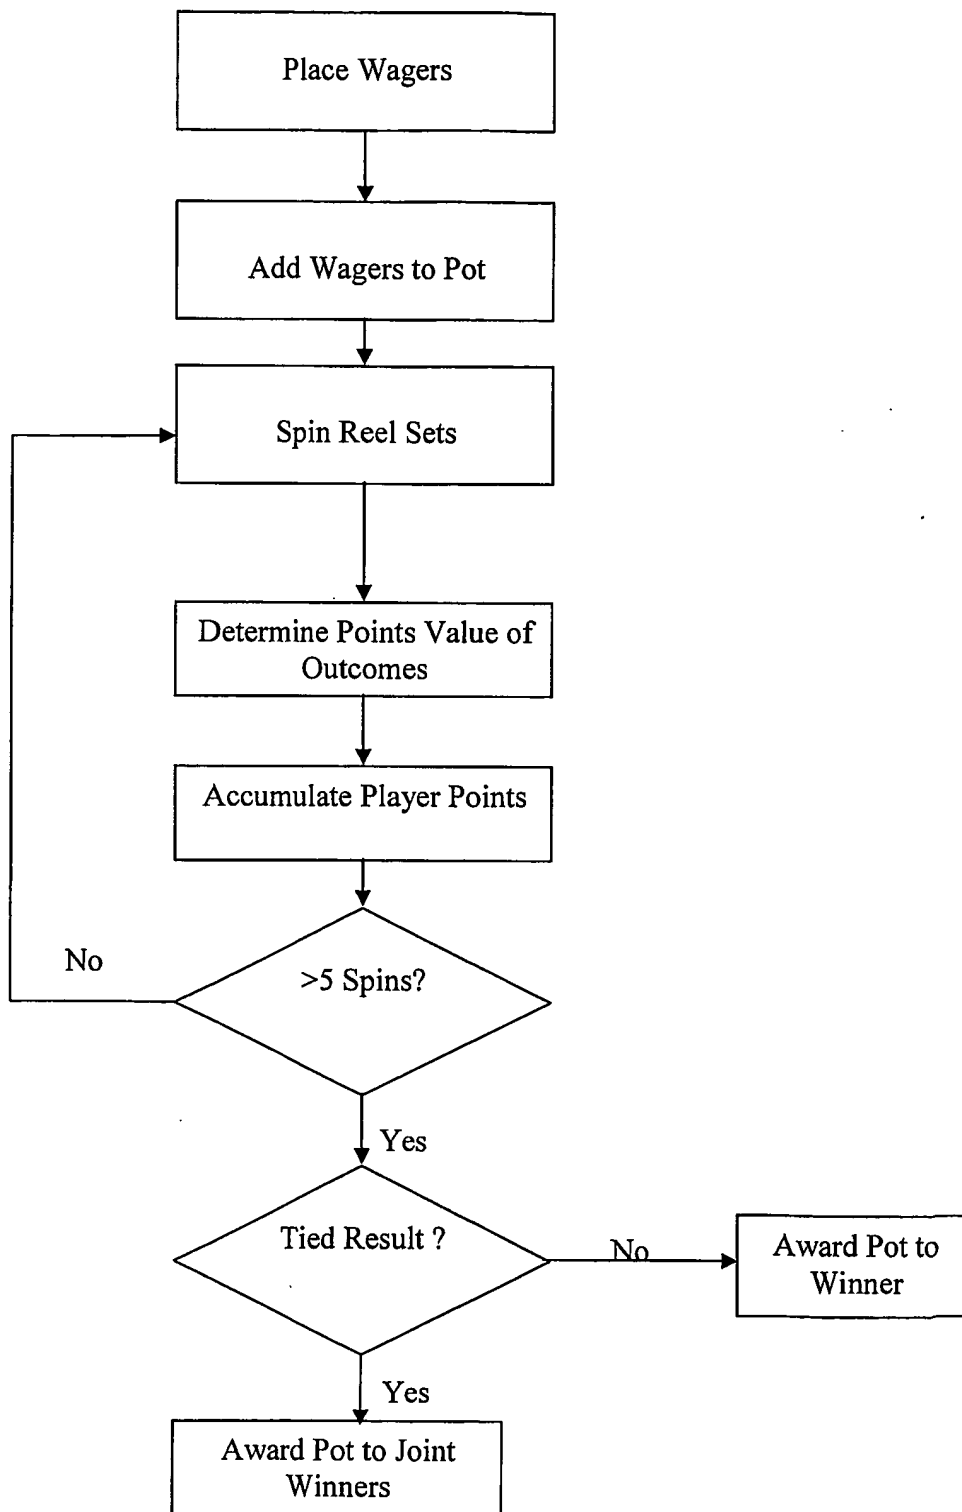 Place Wagers
Add Wagers to Pot
Spin Reel Sets
Determine Points Value of
Outcomes
Accumulate Player Points
No
>5 Spins?
Yes
Tied Result ?
No
Award Pot to
Winner
Yes
Award Pot to Joint
Winners